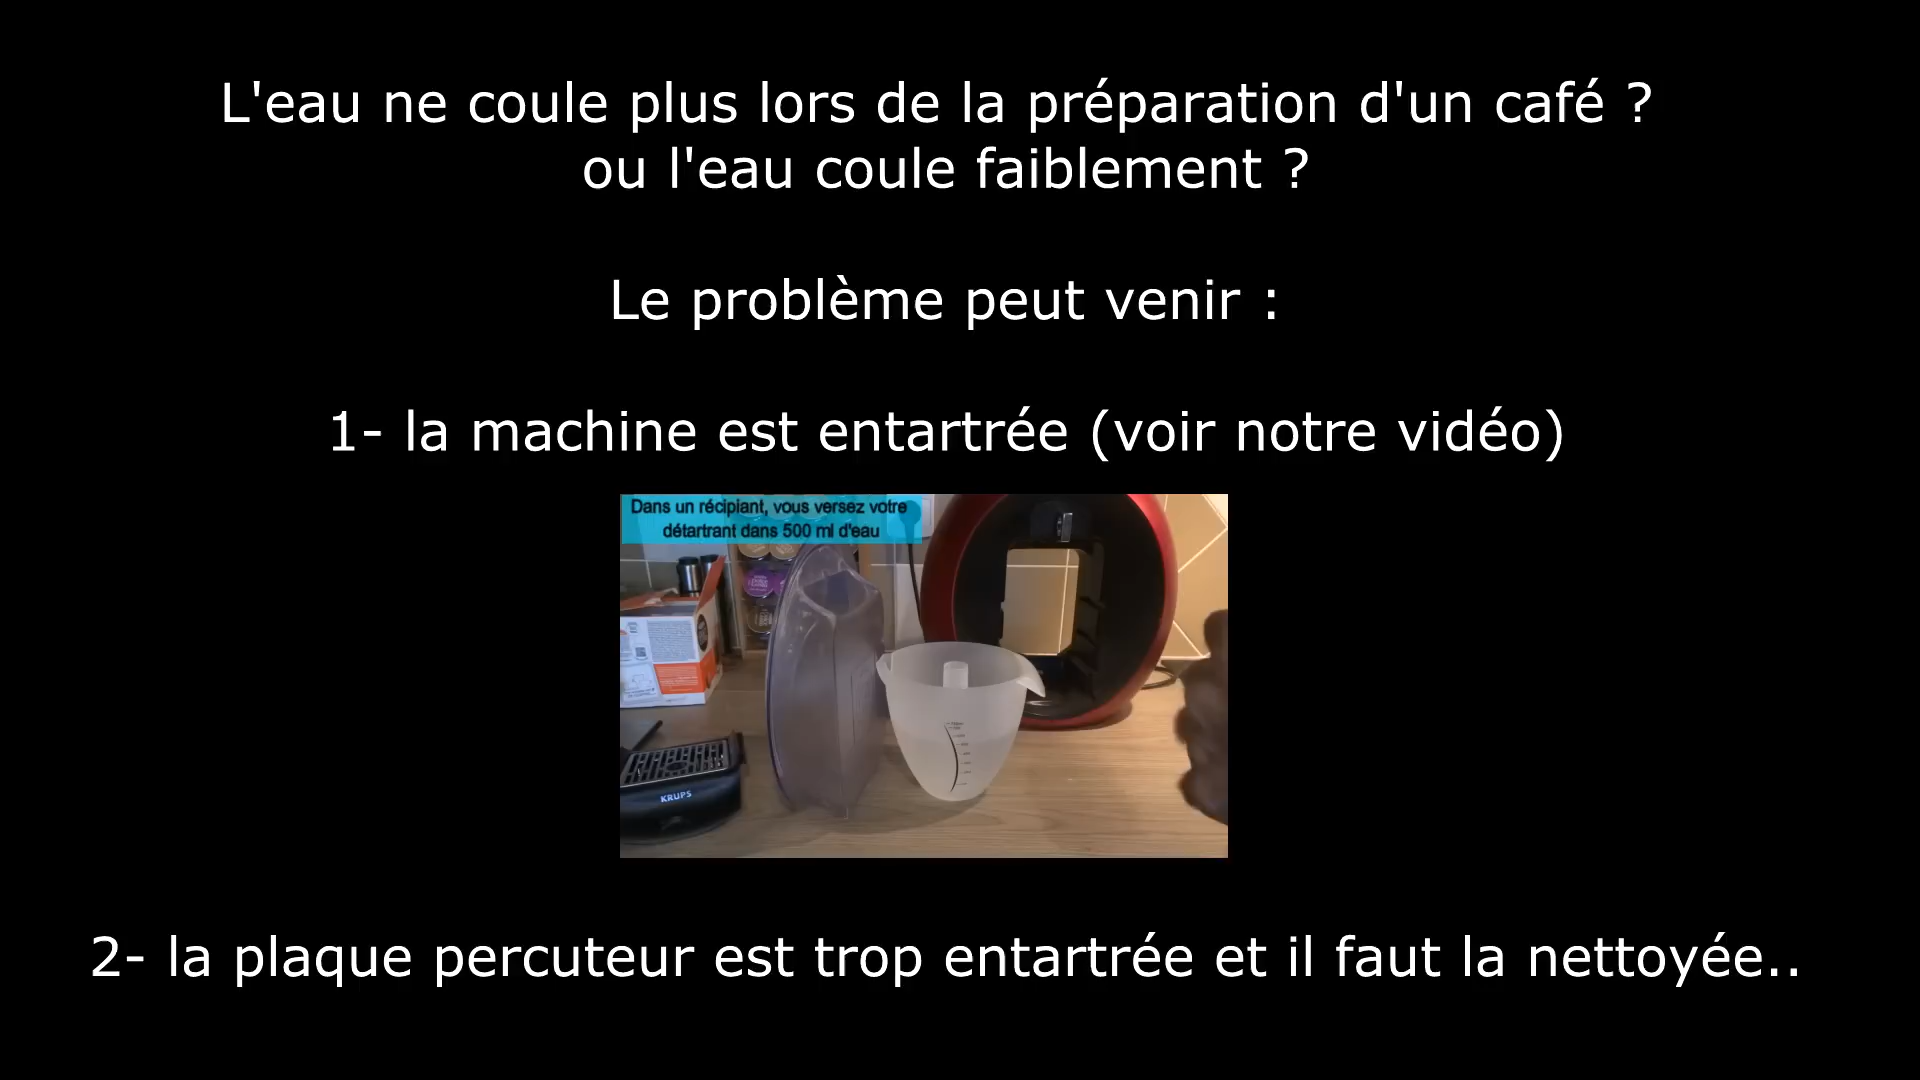 L'eau ne coule plus lors de la préparation d'un café ?
ou l'eau coule faiblement ?
Le problème peut venir :
1- la machine est entartrée (voir notre vidéo)
Dans un récipiant, vous versez votre
détartrant dans 500 ml d'eau
KRUPS
2- la plaque percuteur est trop entartrée et il faut la nettoyée..